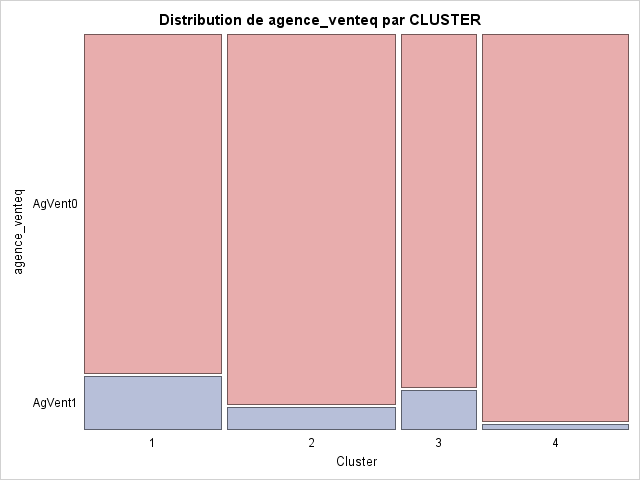 Distribution de agence_venteq par CLUSTER
agence_venteq
AgVent0
AgVent1
1 2 3 4
Cluster